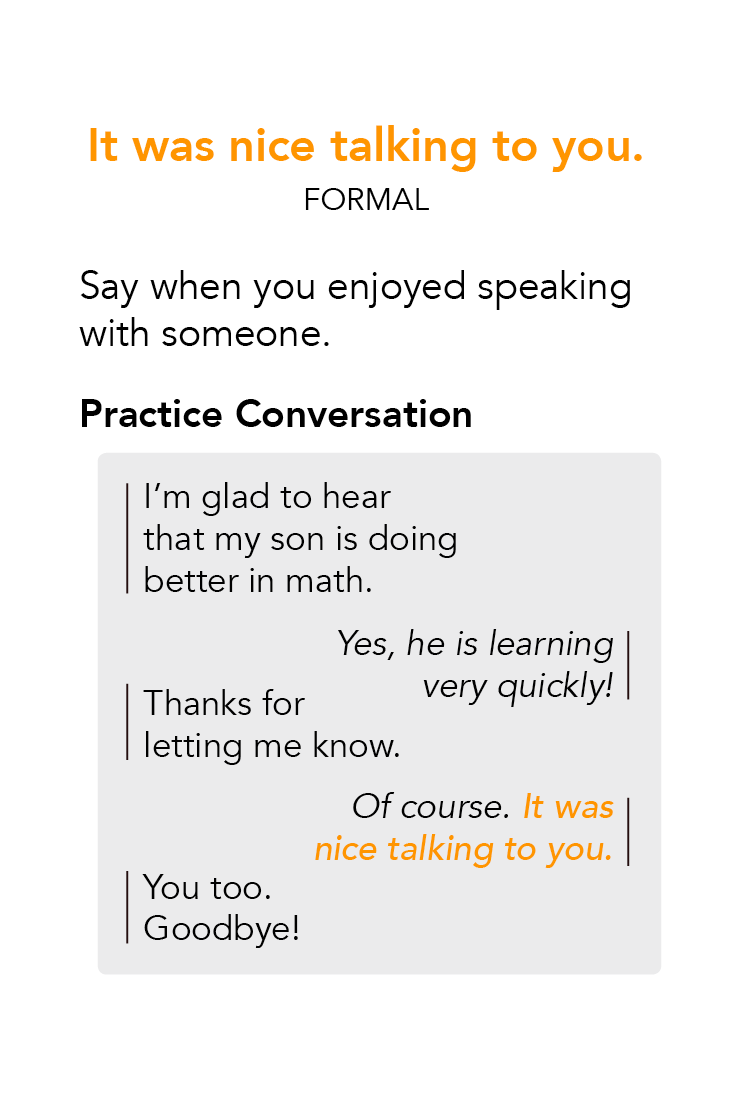 It was nice talking to you.
FORMAL
Say when you enjoyed speaking
with someone.
Practice Conversation
I’m glad to hear
that my son is doing
better in math.
Yes, he is learning
very quickly!
Thanks for
letting me know.
Of course. It was
nice talking to you.
You too.
Goodbye!